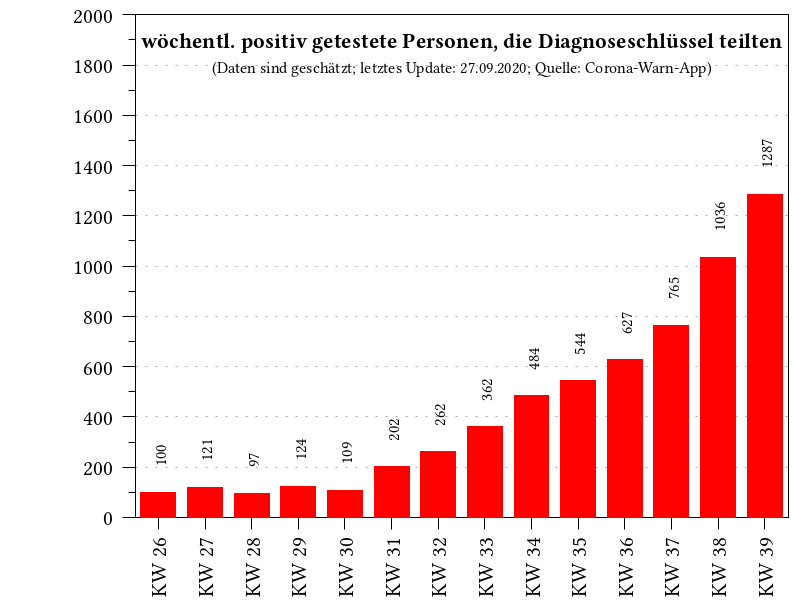 wöchentl. positiv getestete Personen, die Diagnoseschlüssel teilten
(Daten sind geschätzt; letztes Update: 27.09.2020; Quelle: Corona-Warn-App)
2000
1800
1600
1400
1200
1000
800
600
400
200
0
100
121
97
124
109
202
262
362
484
544
627
765
1036
1287
KW 26
KW 27
KW 28
KW 29
KW 30
KW 31
KW 32
KW 33
KW 34
KW 35
KW 36
KW 37
KW 38
KW 39